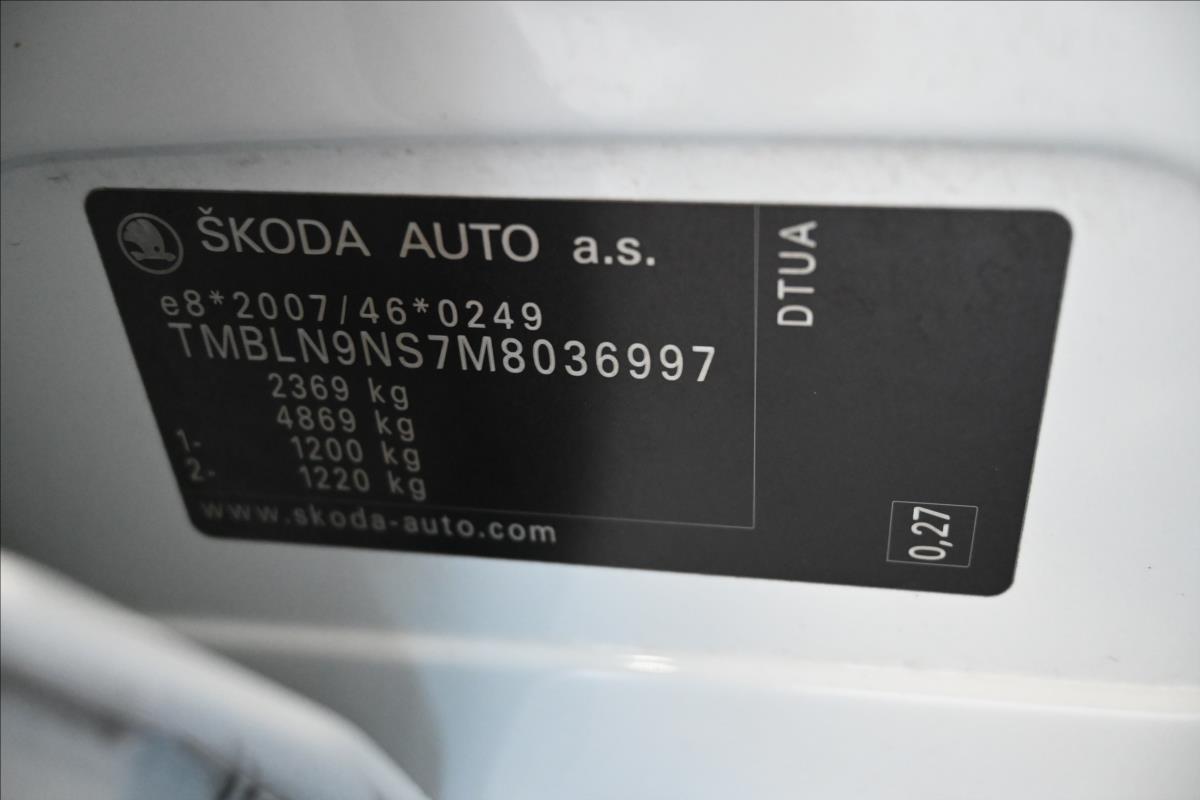 ŠKODA AUTO a.s.
e8*2007/46*0249
TMBLN9NS7M8036997
2369 kg
4869 kg
1- 1200 kg
2- 1220 kg
www.skoda-auto.com
DTUA
0,27